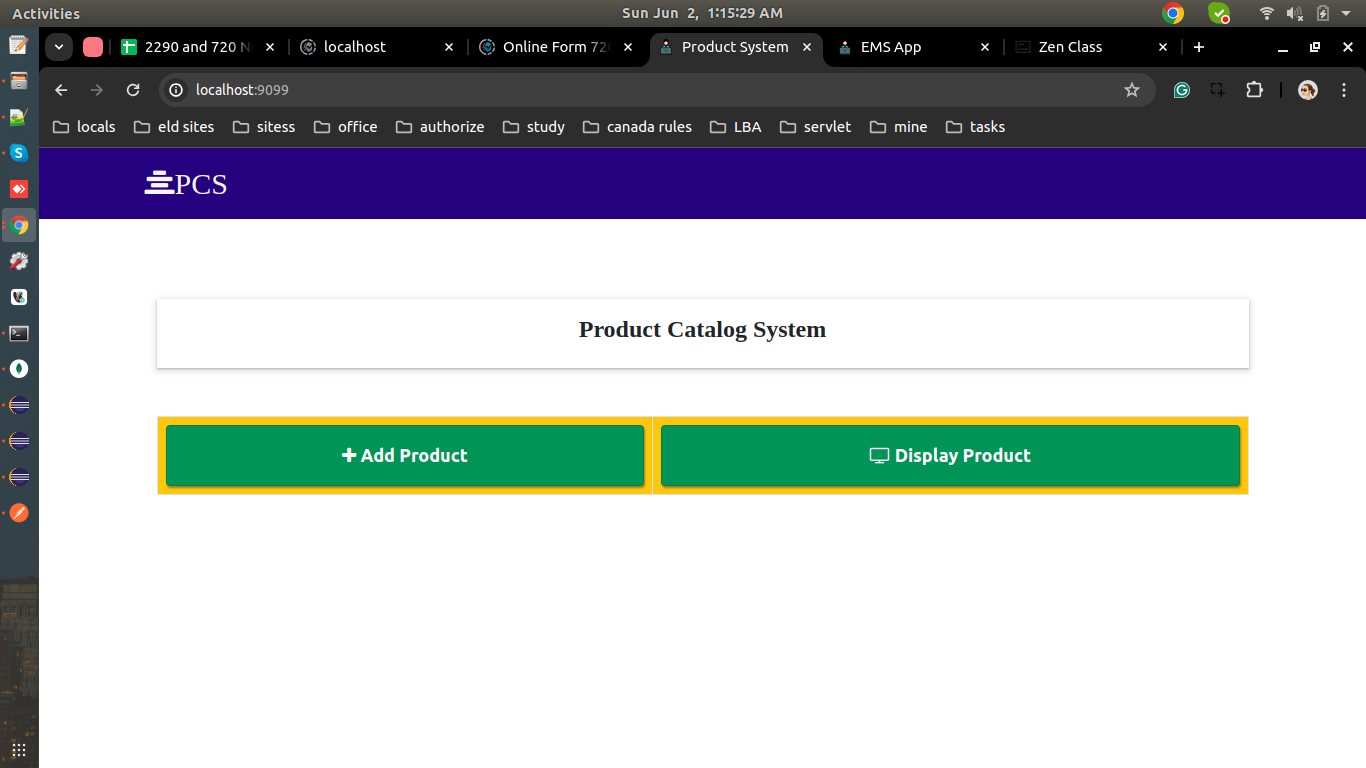 Activities
Sun Jun 2, 1:15:29 AM
2290 and 720 N
localhost
Online Form 72
Product System
EMS App
Zen Class
localhost:9099
locals
eld sites
sitess
office
authorize
study
canada rules
LBA
servlet
mine
tasks
PCS
Product Catalog System
Add Product
Display Product